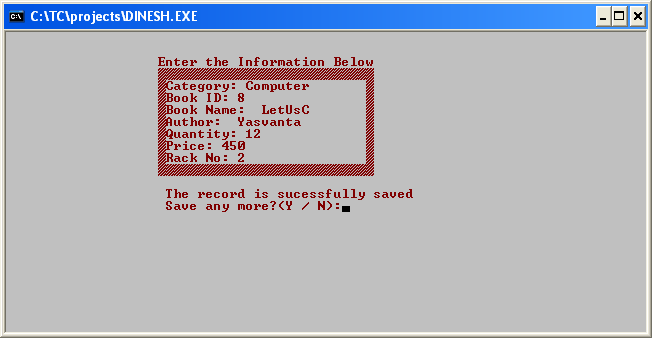 C:\TC\projects\DINESH.EXE
Enter the Information Below
Category: Computer
Book ID: 8
Book Name:  LetUsC
Author:  Yasvanta
Quantity: 12
Price: 450
Rack No: 2
The record is sucessfully saved
Save any more?(Y / N):